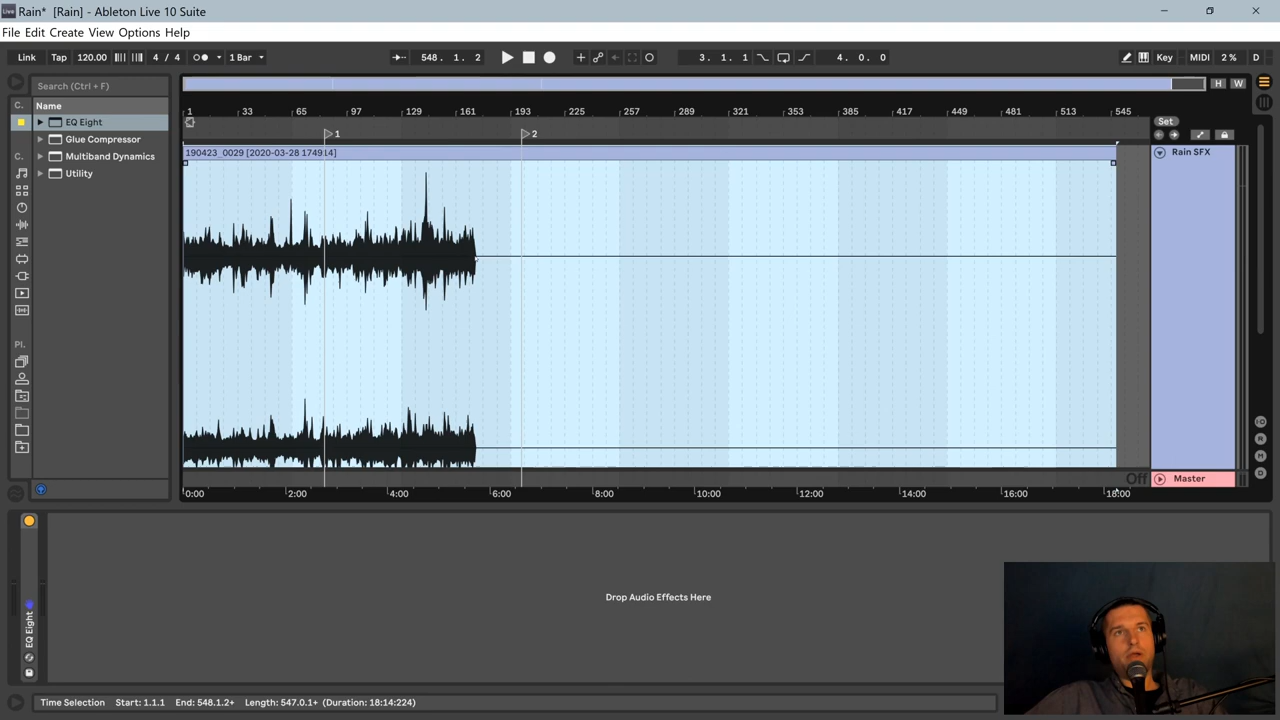 Live Rain* [Rain] - Ableton Live 10 Suite
File Edit Create View Options Help
Link Tap 120.00 4 / 4 1 Bar 548. 1. 2 3. 1. 1 4. 0. 0 Key MIDI 2 % D
Search (Ctrl + F)
H W
C. Name
1 33 65 97 129 161 193 225 257 289 321 353 385 417 449 481 513 545
EQ Eight
Set
1 2
Glue Compressor
190423_0029 [2020-03-28 174914]
Rain SFX
C. Multiband Dynamics
Utility
Pl.
Off
Master
0:00 2:00 4:00 6:00 8:00 10:00 12:00 14:00 16:00 18:00
EQ Eight
Drop Audio Effects Here
Time Selection Start: 1.1.1 End: 548.1.2+ Length: 547.0.1+ (Duration: 18:14:224)